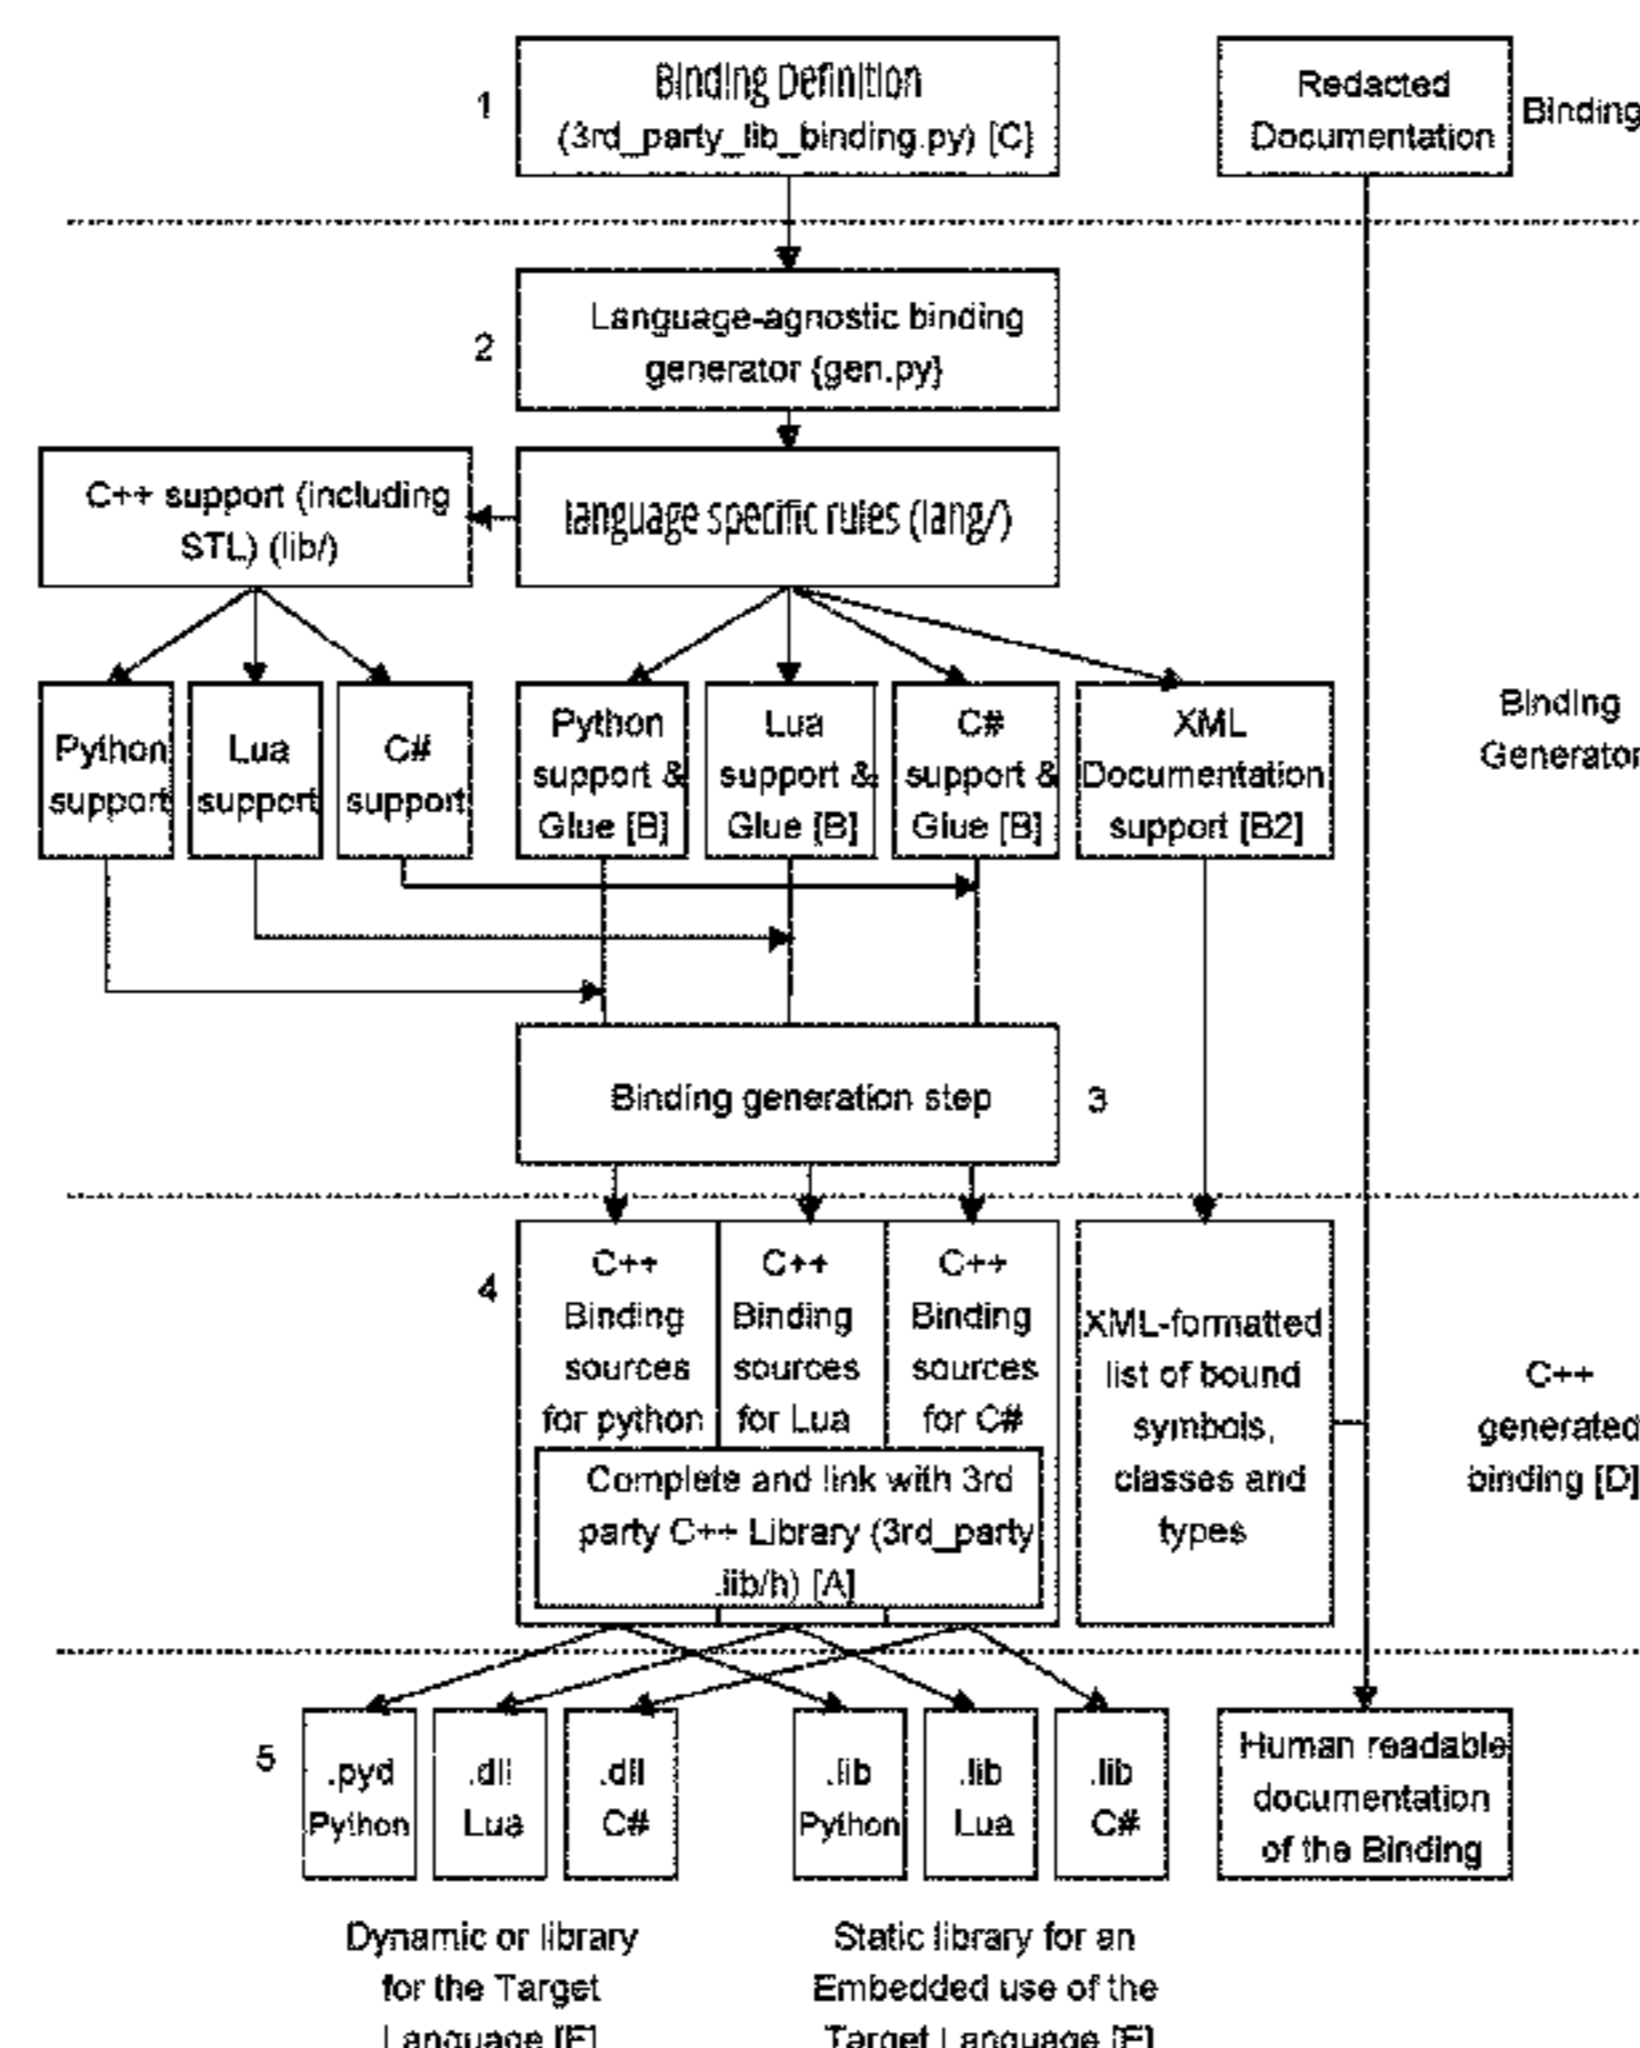 1
Binding Definition
(3rd_party_lib_binding.py) [C]
Redacted
Documentation
Binding
2
Language-agnostic binding
generator {gen.py}
C++ support (including
STL) (lib/)
language specific rules (lang/)
Python
support
Lua
support
C#
support
Python
support &
Glue [B]
Lua
support &
Glue [B]
C#
support &
Glue [B]
XML
Documentation
support [B2]
Binding
Generator
Binding generation step
3
4
C++
Binding
sources
for python
C++
Binding
sources
for Lua
C++
Binding
sources
for C#
Complete and link with 3rd
party C++ Library (3rd_party
.lib/h) [A]
XML-formatted
list of bound
symbols,
classes and
types
C++
generated
binding [D]
5
.pyd
Python
.dll
Lua
.dll
C#
.lib
Python
.lib
Lua
.lib
C#
Human readable
documentation
of the Binding
Dynamic or library
for the Target
Language
Static library for an
Embedded use of the
Target Language